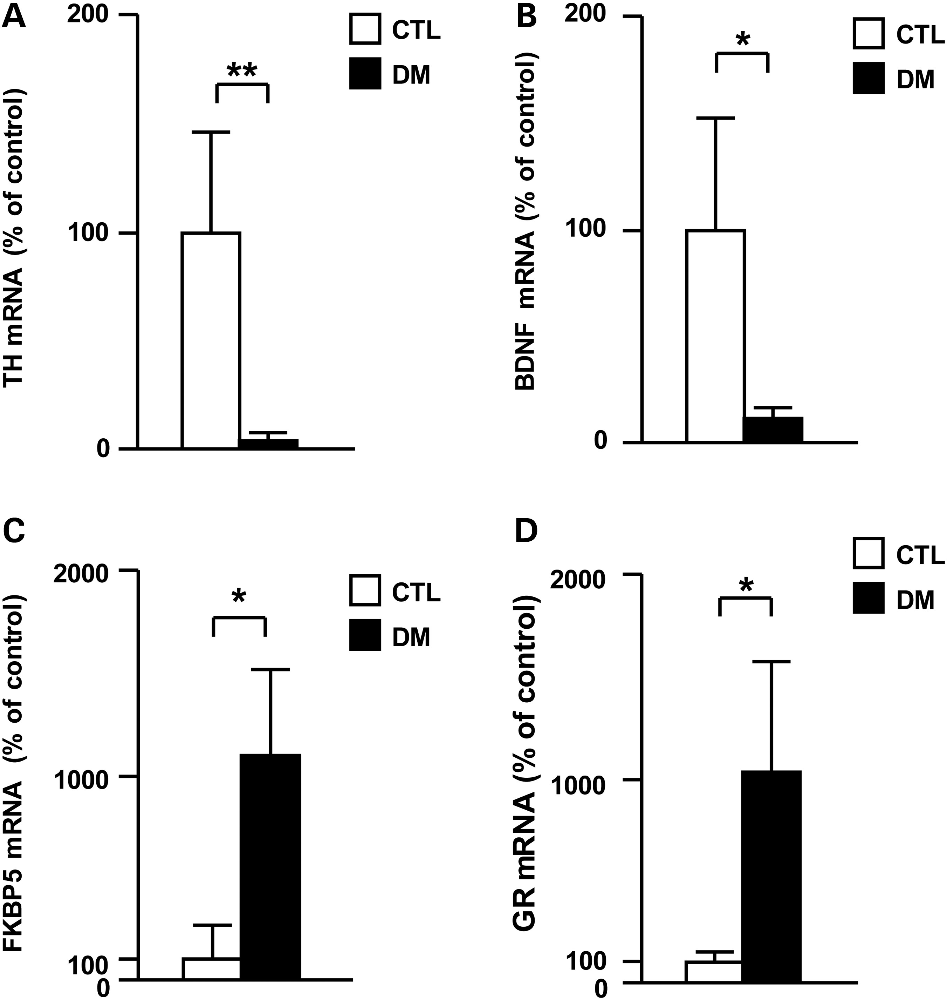 A
200
100
0
TH mRNA (% of control)
**
CTL
DM
B
200
100
0
BDNF mRNA (% of control)
*
CTL
DM
C
2000
1000
100
0
FKBP5 mRNA (% of control)
*
CTL
DM
D
2000
1000
100
0
GR mRNA (% of control)
*
CTL
DM